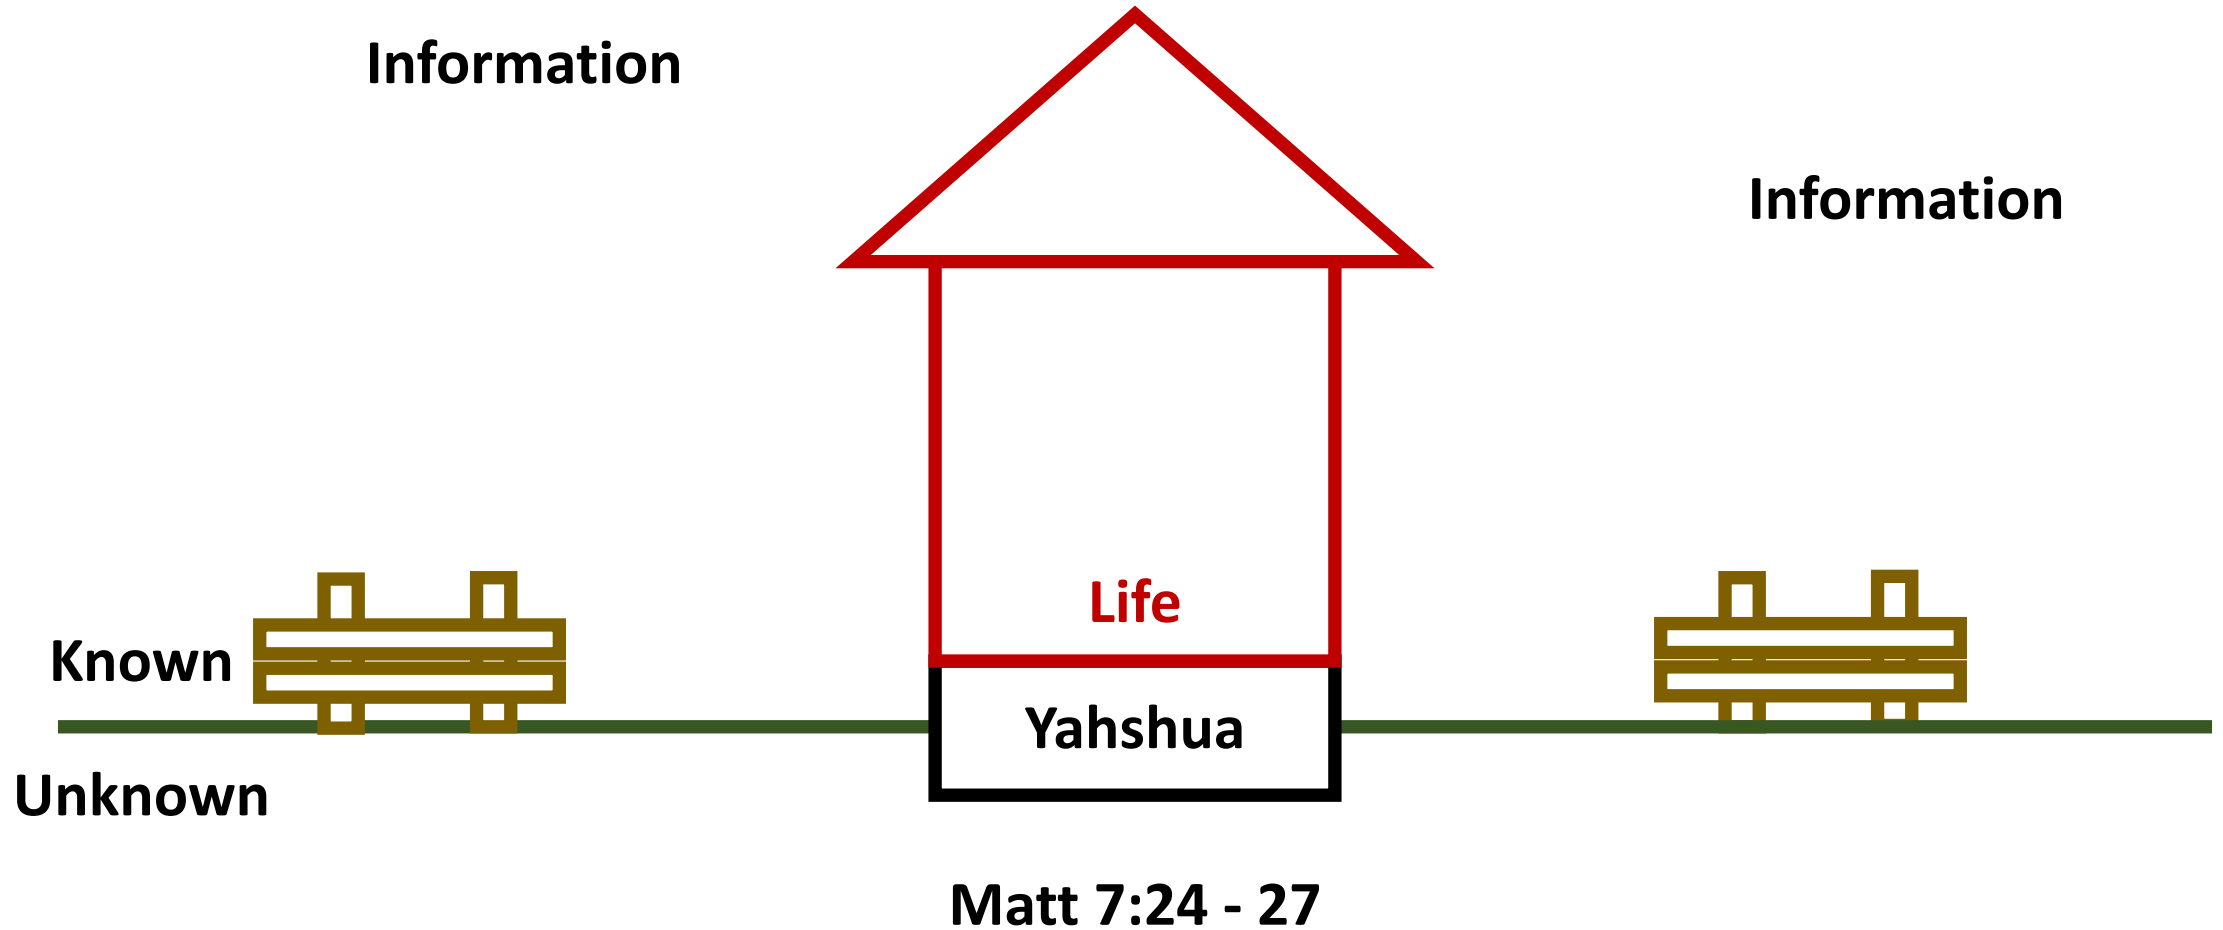 Information
Information
Life
Known
Yahshua
Unknown
Matt 7:24 - 27